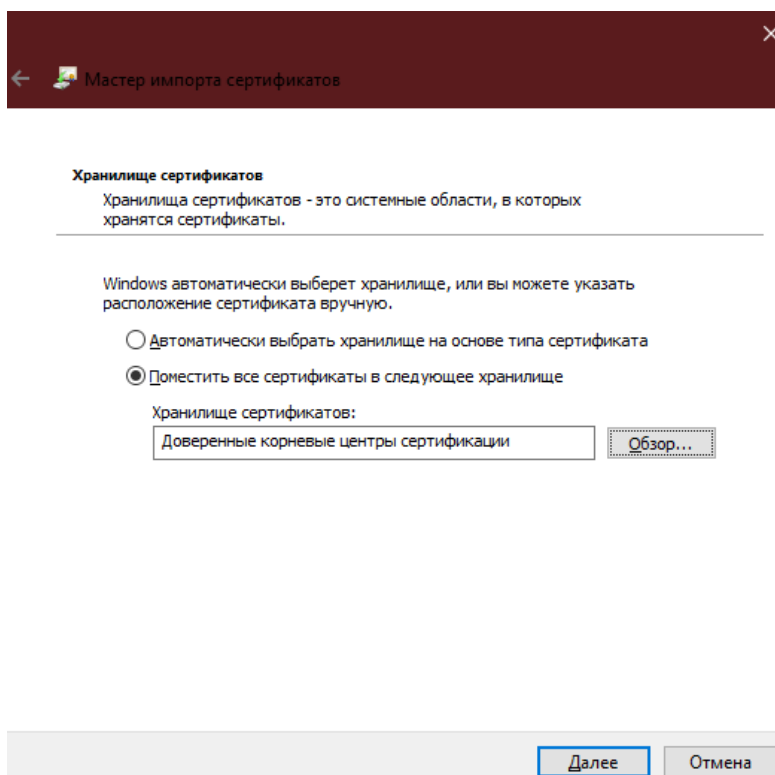 Мастер импорта сертификатов
Хранилище сертификатов
Хранилища сертификатов - это системные области, в которых
хранятся сертификаты.
Windows автоматически выберет хранилище, или вы можете указать
расположение сертификата вручную.
Автоматически выбрать хранилище на основе типа сертификата
Поместить все сертификаты в следующее хранилище
Хранилище сертификатов:
Доверенные корневые центры сертификации
Обзор...
Далее
Отмена